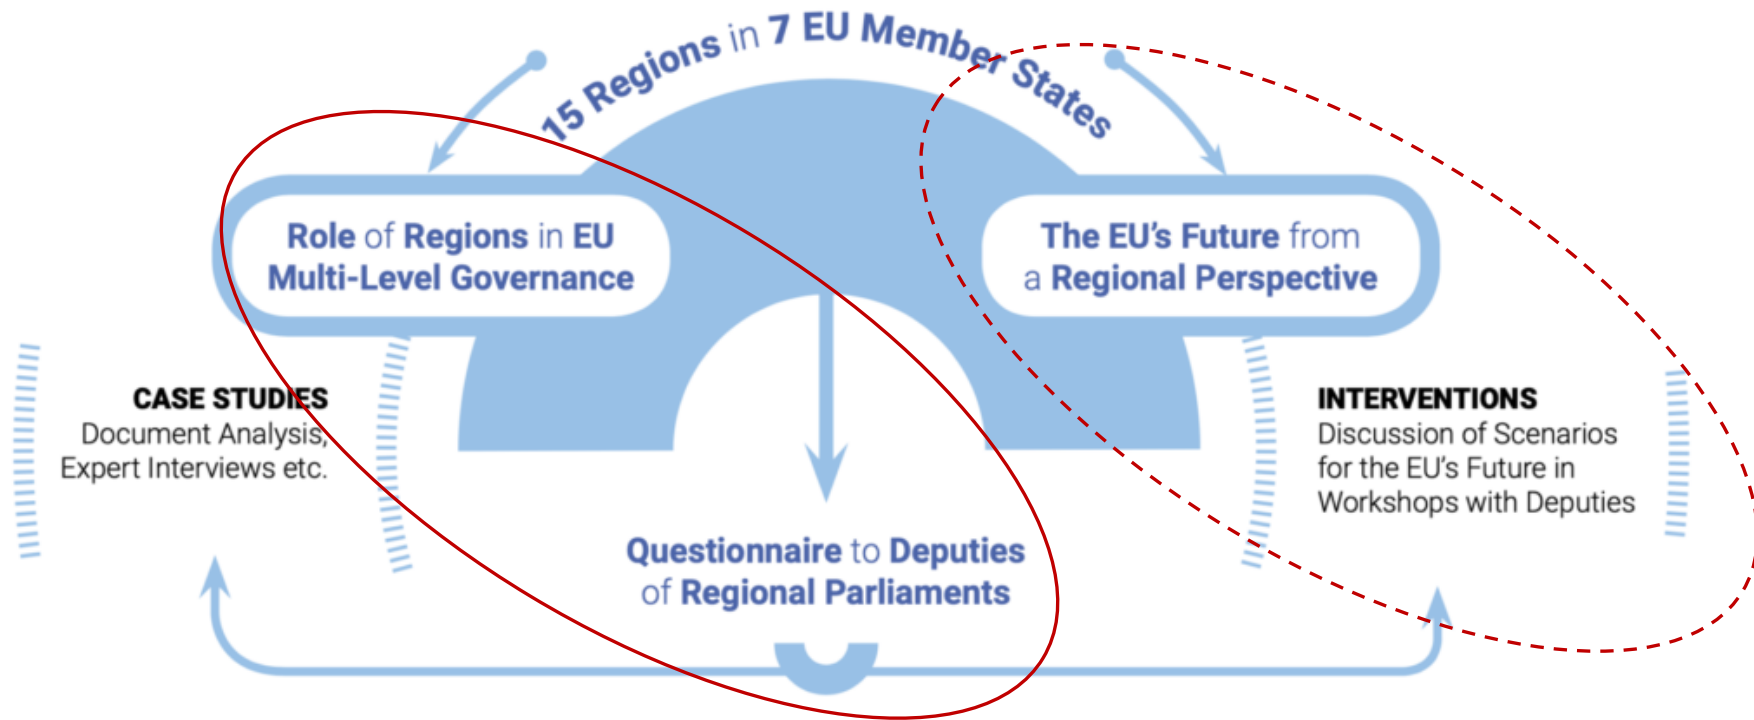 15 Regions in 7 EU Member States
Role of Regions in EU
Multi-Level Governance
The EU's Future from
a Regional Perspective
CASE STUDIES
Document Analysis,
Expert Interviews etc.
INTERVENTIONS
Discussion of Scenarios
for the EU's Future in
Workshops with Deputies
Questionnaire to Deputies
of Regional Parliaments